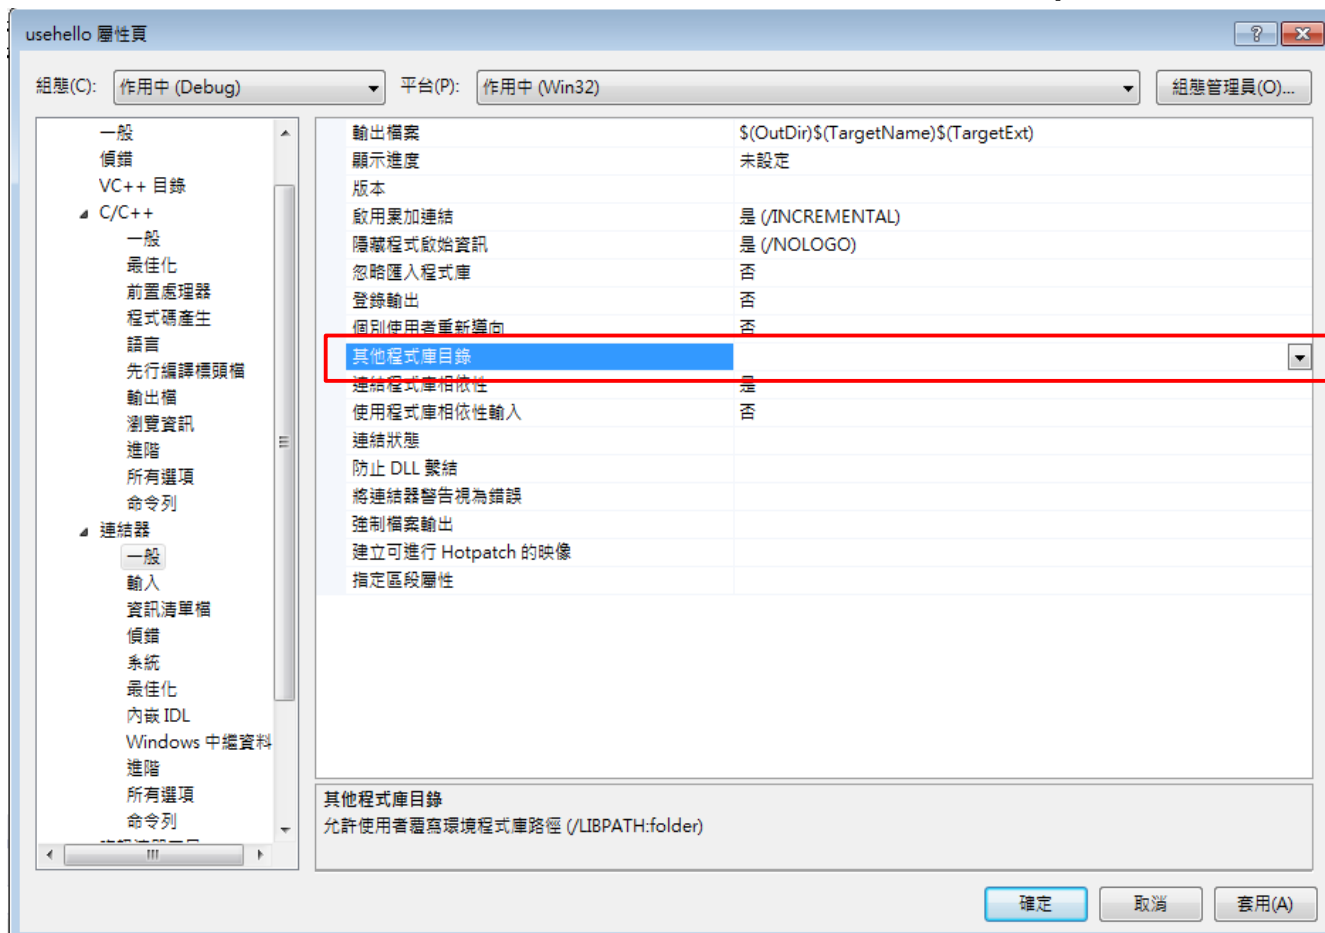 usehello 屬性頁
組態(C): 作用中 (Debug) 平台(P): 作用中 (Win32) 組態管理員(O)...
一般
偵錯
VC++ 目錄
C/C++
一般
最佳化
前置處理器
程式碼產生
語言
先行編譯標頭檔
輸出檔
瀏覽資訊
進階
所有選項
命令列
連結器
一般
輸入
資訊清單檔
偵錯
系統
最佳化
內嵌 IDL
Windows 中繼資料
進階
所有選項
命令列
輸出檔案 $(OutDir)$(TargetName)$(TargetExt)
顯示進度 未設定
版本
啟用累加連結 是 (/INCREMENTAL)
隱藏程式啟始資訊 是 (/NOLOGO)
忽略匯入程式庫 否
登錄輸出 否
個別使用者重新導向 否
其他程式庫目錄
連結程式庫相依性 是
使用程式庫相依性輸入 否
連結狀態
防止 DLL 繫結
將連結器警告視為錯誤
強制檔案輸出
建立可進行 Hotpatch 的映像
指定區段屬性
其他程式庫目錄
允許使用者覆寫環境程式庫路徑 (/LIBPATH:folder)
確定 取消 套用(A)